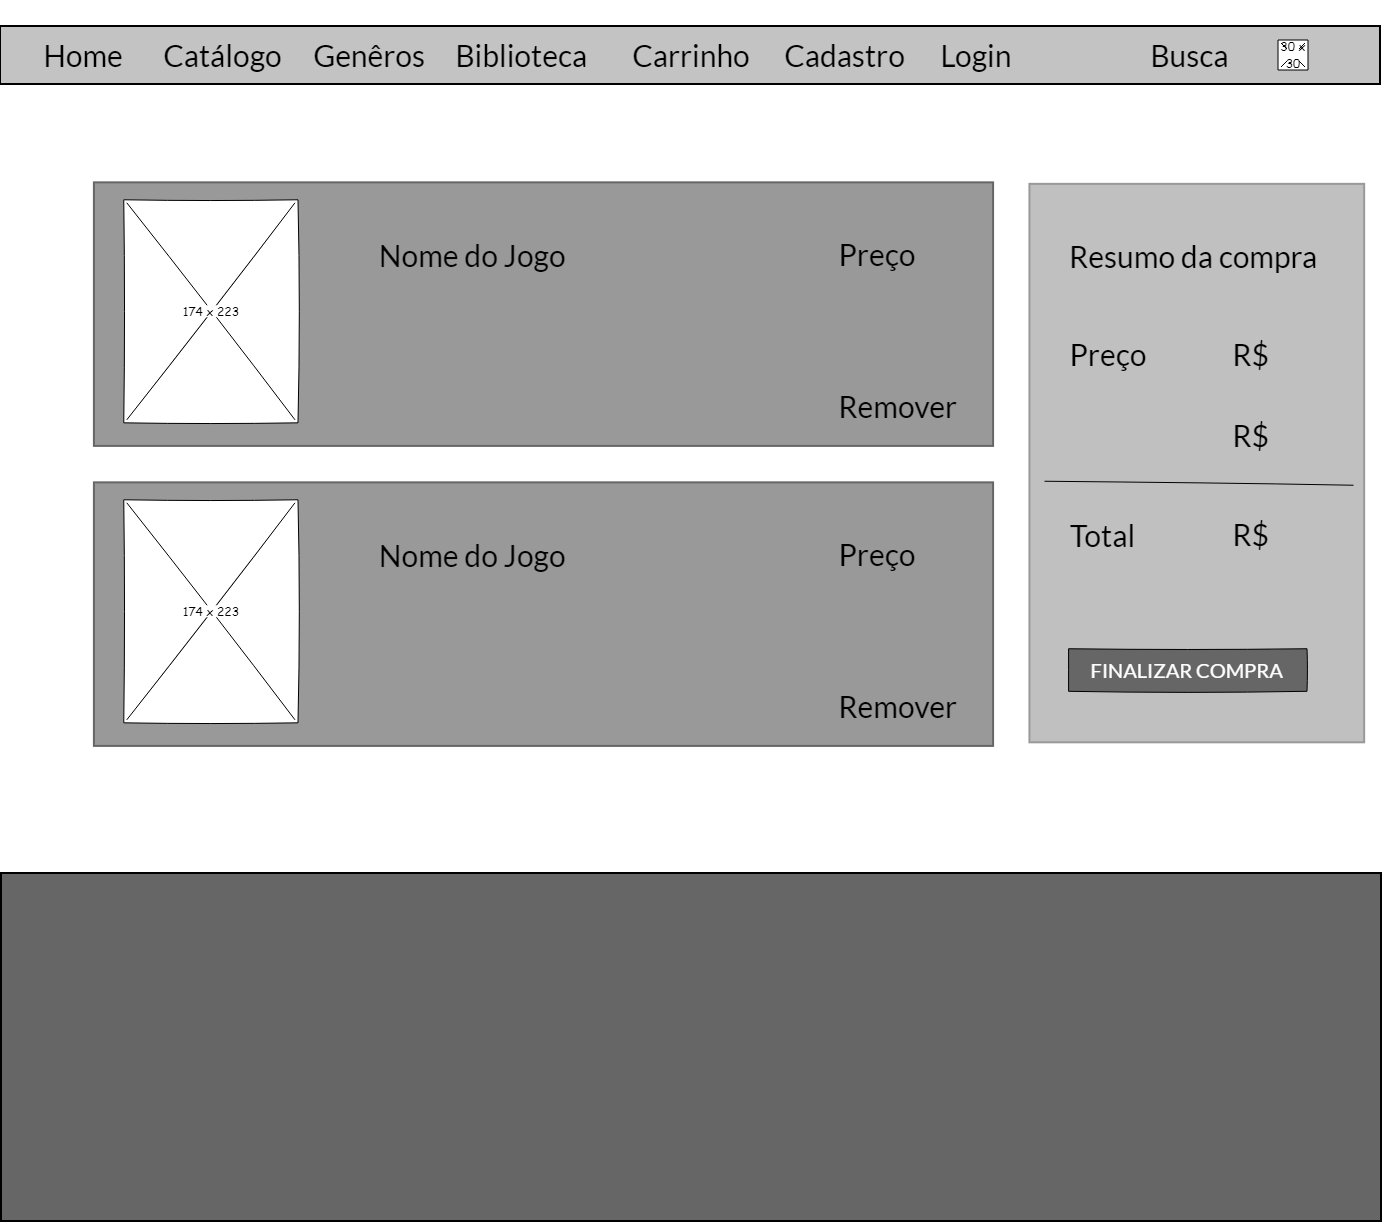 Home Catálogo Genêros Biblioteca Carrinho Cadastro Login Busca 30 x 30
174 x 223
Nome do Jogo
Preço
Remover
174 x 223
Nome do Jogo
Preço
Remover
Resumo da compra
Preço R$
R$
Total R$
FINALIZAR COMPRA